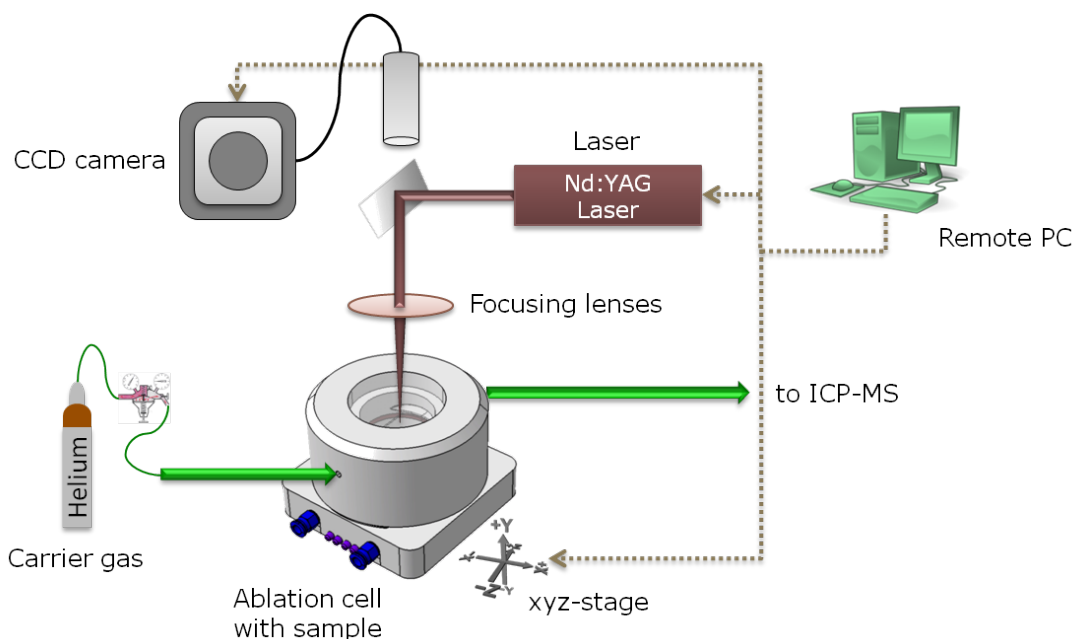 CCD camera
Laser
Nd:YAG
Laser
Remote PC
Focusing lenses
to ICP-MS
Helium
Carrier gas
+Y
-X
+X
-Z
-Y
xyz-stage
Ablation cell
with sample